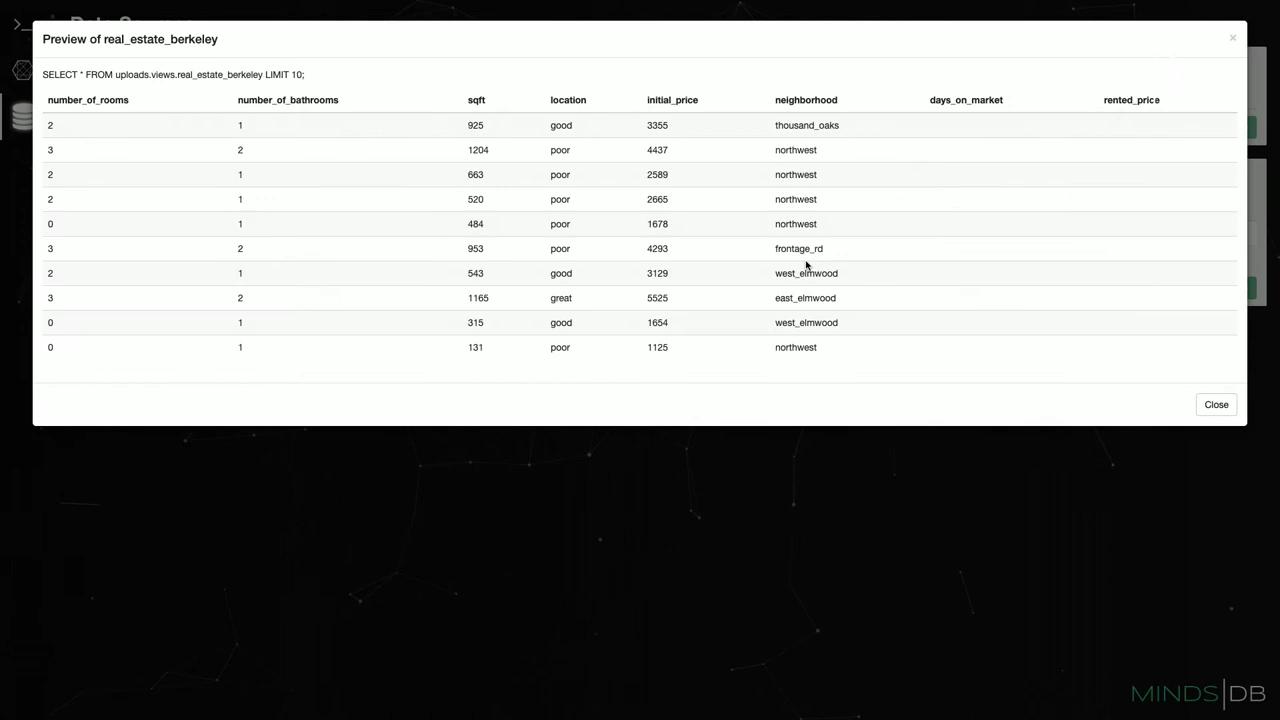 Preview of real_estate_berkeley ×
SELECT * FROM uploads.views.real_estate_berkeley LIMIT 10;
number_of_rooms number_of_bathrooms sqft location initial_price neighborhood days_on_market rented_price
2 1 925 good 3355 thousand_oaks
3 2 1204 poor 4437 northwest
2 1 663 poor 2589 northwest
2 1 520 poor 2665 northwest
0 1 484 poor 1678 northwest
3 2 953 poor 4293 frontage_rd
2 1 543 good 3129 west_elmwood
3 2 1165 great 5525 east_elmwood
0 1 315 good 1654 west_elmwood
0 1 131 poor 1125 northwest
Close
MINDS|DB